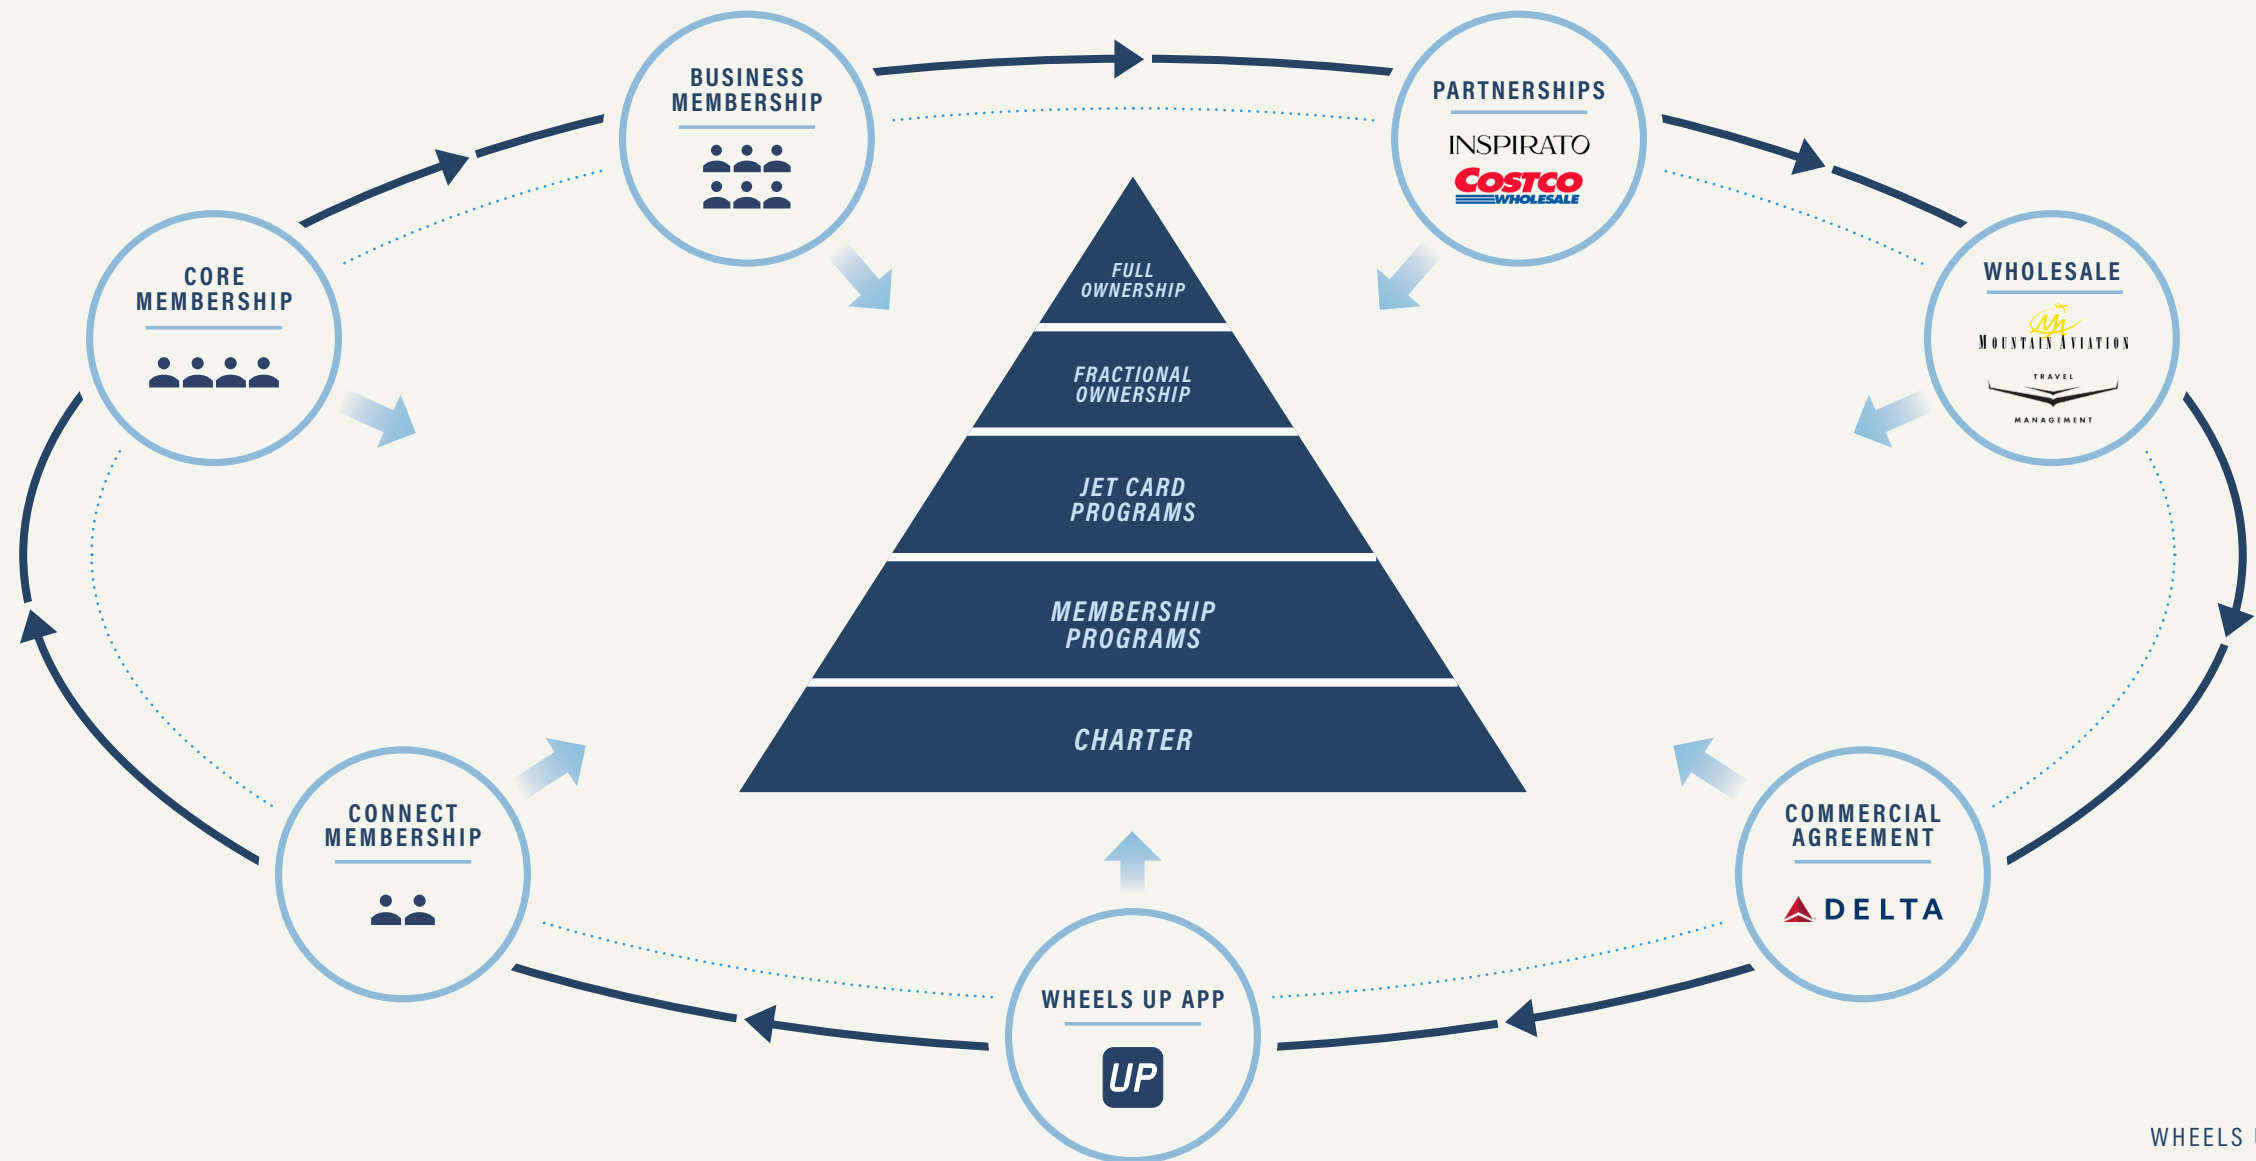 BUSINESS
MEMBERSHIP
PARTNERSHIPS
INSPIRATO
COSTCO
WHOLESALE
CORE
MEMBERSHIP
WHOLESALE
MOUNTAIN AVIATION
TRAVEL
MANAGEMENT
FULL
OWNERSHIP
FRACTIONAL
OWNERSHIP
JET CARD
PROGRAMS
MEMBERSHIP
PROGRAMS
CHARTER
CONNECT
MEMBERSHIP
COMMERCIAL
AGREEMENT
DELTA
WHEELS UP APP
UP
WHEELS